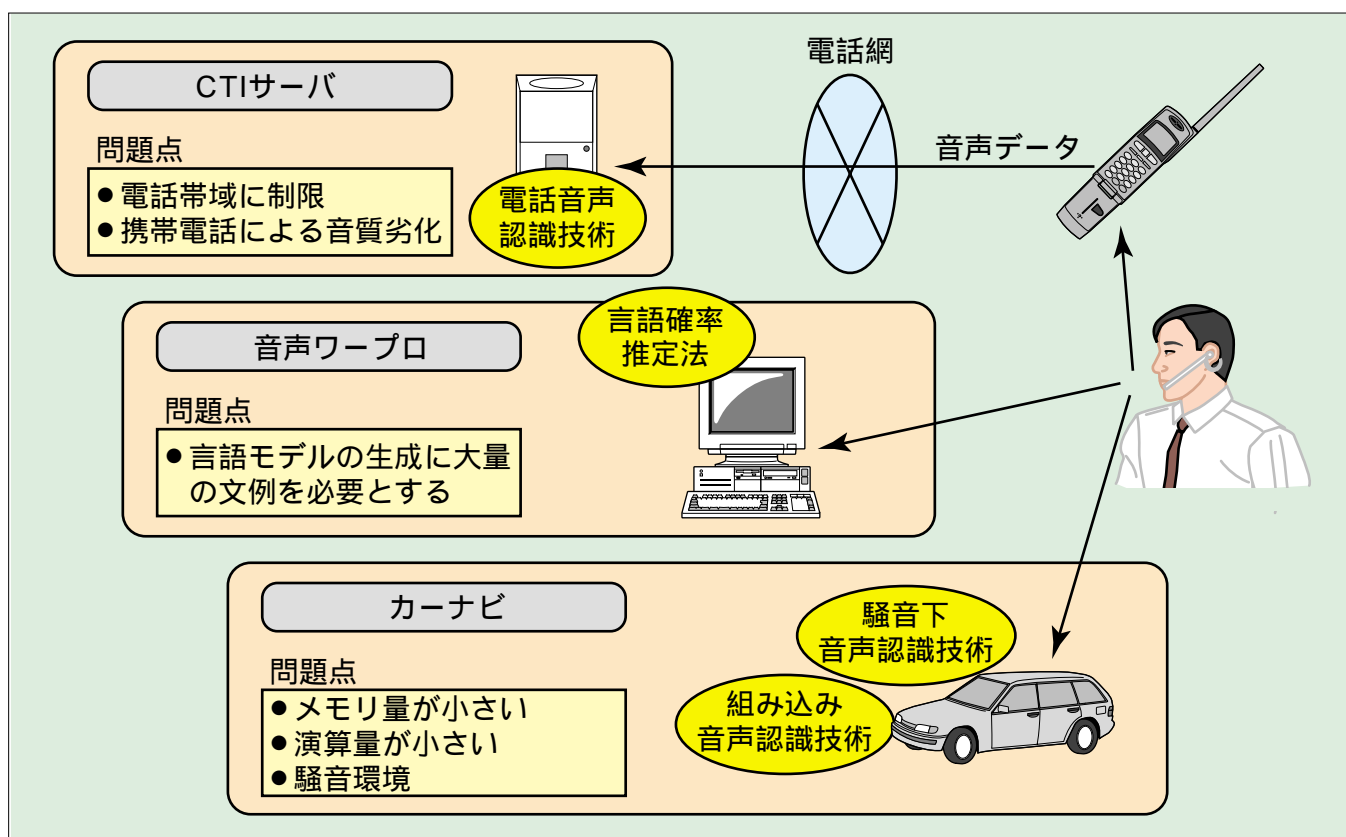 CTIサーバ
問題点
●電話帯域に制限
●携帯電話による音質劣化
電話音声
認識技術
電話網
音声データ
音声ワープロ
問題点
●言語モデルの生成に大量
の文例を必要とする
言語確率
推定法
カーナビ
問題点
●メモリ量が小さい
●演算量が小さい
●騒音環境
騒音下
音声認識技術
組み込み
音声認識技術